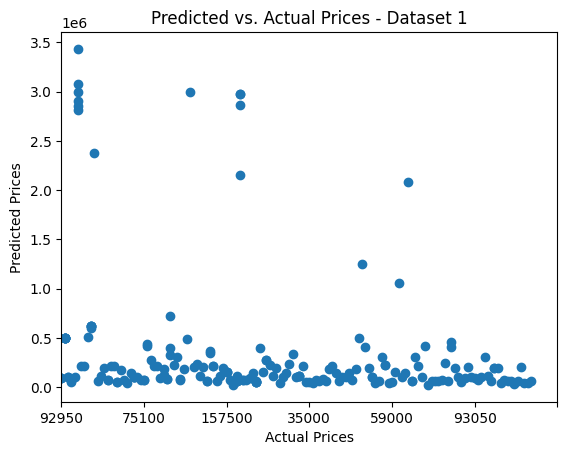 Predicted vs. Actual Prices - Dataset 1
1e6
3.5
3.0
2.5
2.0
1.5
1.0
0.5
0.0
Predicted Prices
92950 75100 157500 35000 59000 93050
Actual Prices